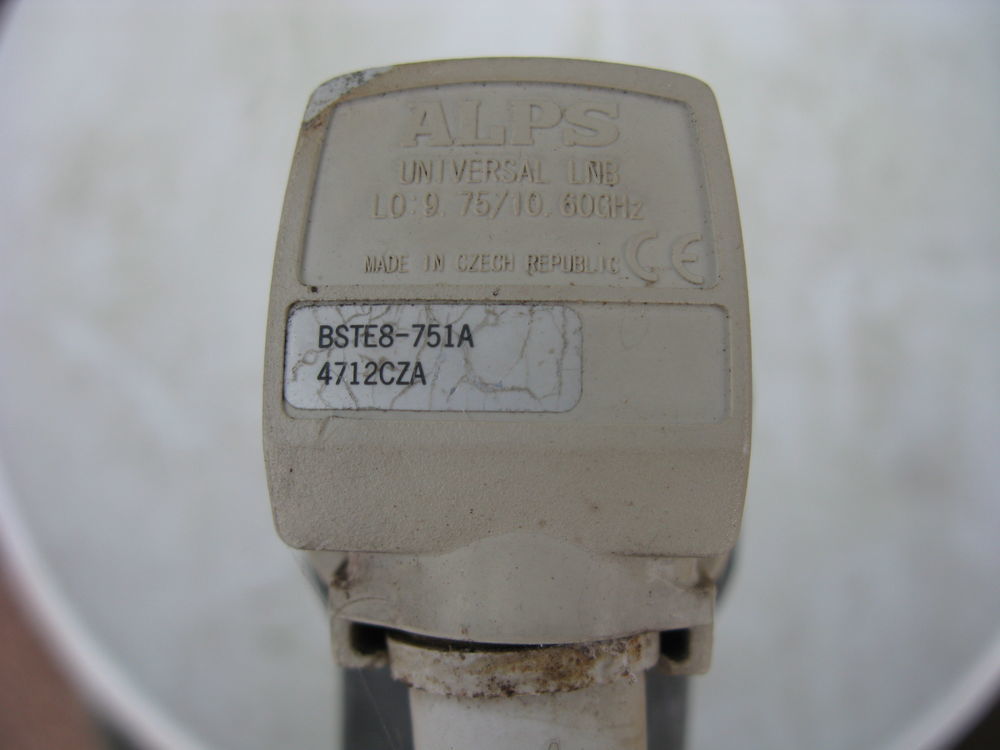 ALPS
UNIVERSAL LNB
LO:9.75/10.60GHz
MADE IN CZECH REPUBLIC CE
BSTE8-751A
4712CZA